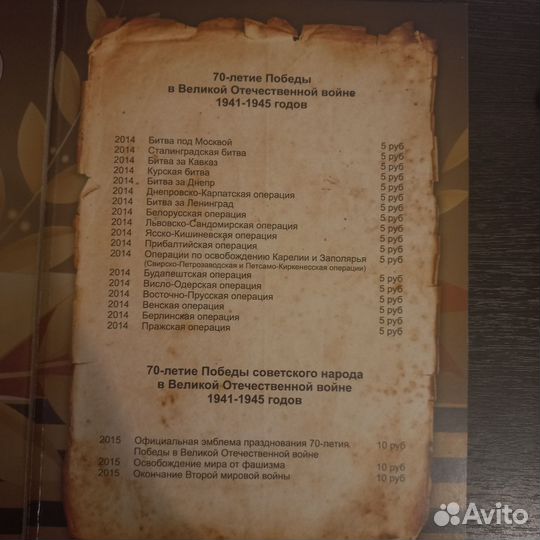 70-летие Победы
в Великой Отечественной войне
1941-1945 годов
2014 Битва под Москвой 5 руб
2014 Сталинградская битва 5 руб
2014 Битва за Кавказ 5 руб
2014 Курская битва 5 руб
2014 Битва за Днепр 5 руб
2014 Днепровско-Карпатская операция 5 руб
2014 Битва за Ленинград 5 руб
2014 Белорусская операция 5 руб
2014 Львовско-Сандомирская операция 5 руб
2014 Ясско-Кишиневская операция 5 руб
2014 Прибалтийская операция 5 руб
2014 Операции по освобождению Карелии и Заполярья 5 руб
(Свирско-Петрозаводская и Петсамо-Киркенесская операции)
2014 Будапештская операция 5 руб
2014 Висло-Одерская операция 5 руб
2014 Восточно-Прусская операция 5 руб
2014 Венская операция 5 руб
2014 Берлинская операция 5 руб
2014 Пражская операция 5 руб
70-летие Победы советского народа
в Великой Отечественной войне
1941-1945 годов
2015 Официальная эмблема празднования 70-летия 10 руб
Победы в Великой Отечественной войне
2015 Освобождение мира от фашизма 10 руб
2015 Окончание Второй мировой войны 10 руб
Avito